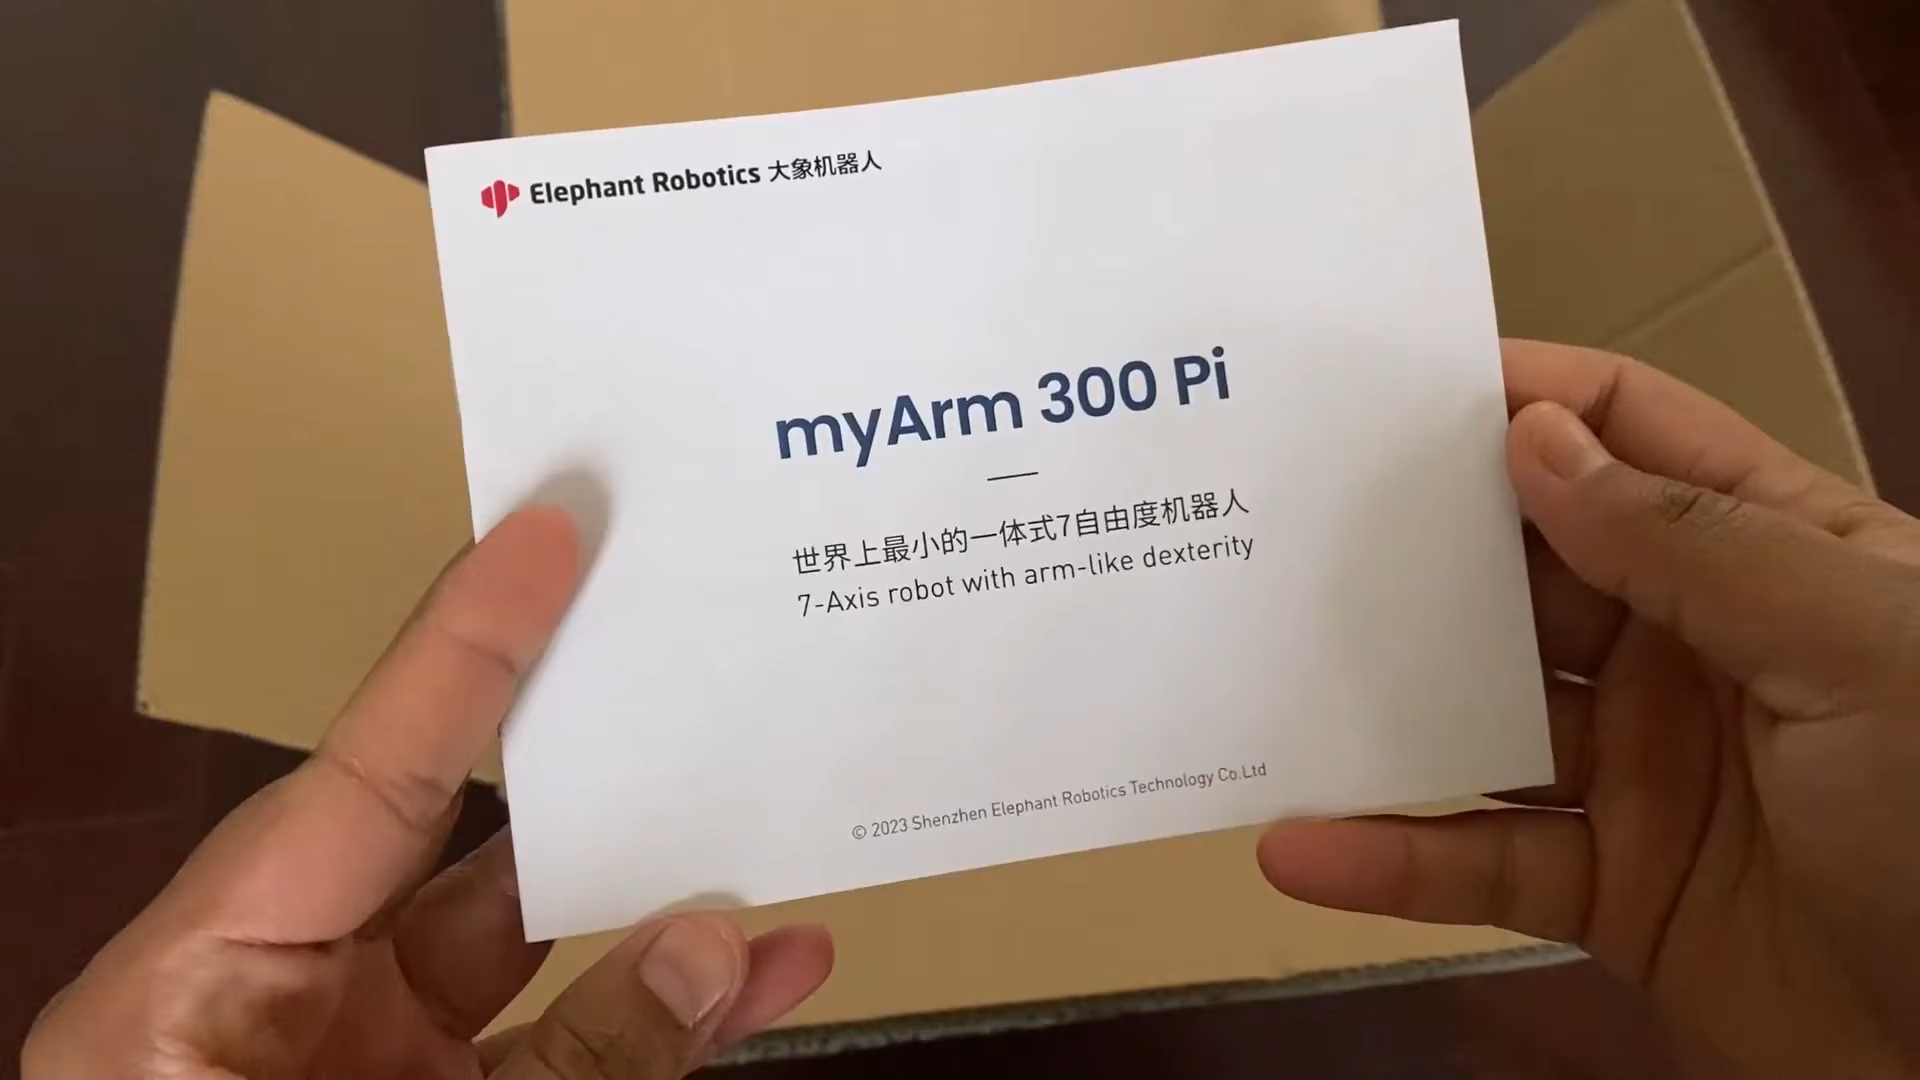 Elephant Robotics 大象机器人
myArm 300 Pi
世界上最小的一体式7自由度机器人
7-Axis robot with arm-like dexterity
© 2023 Shenzhen Elephant Robotics Technology Co.Ltd